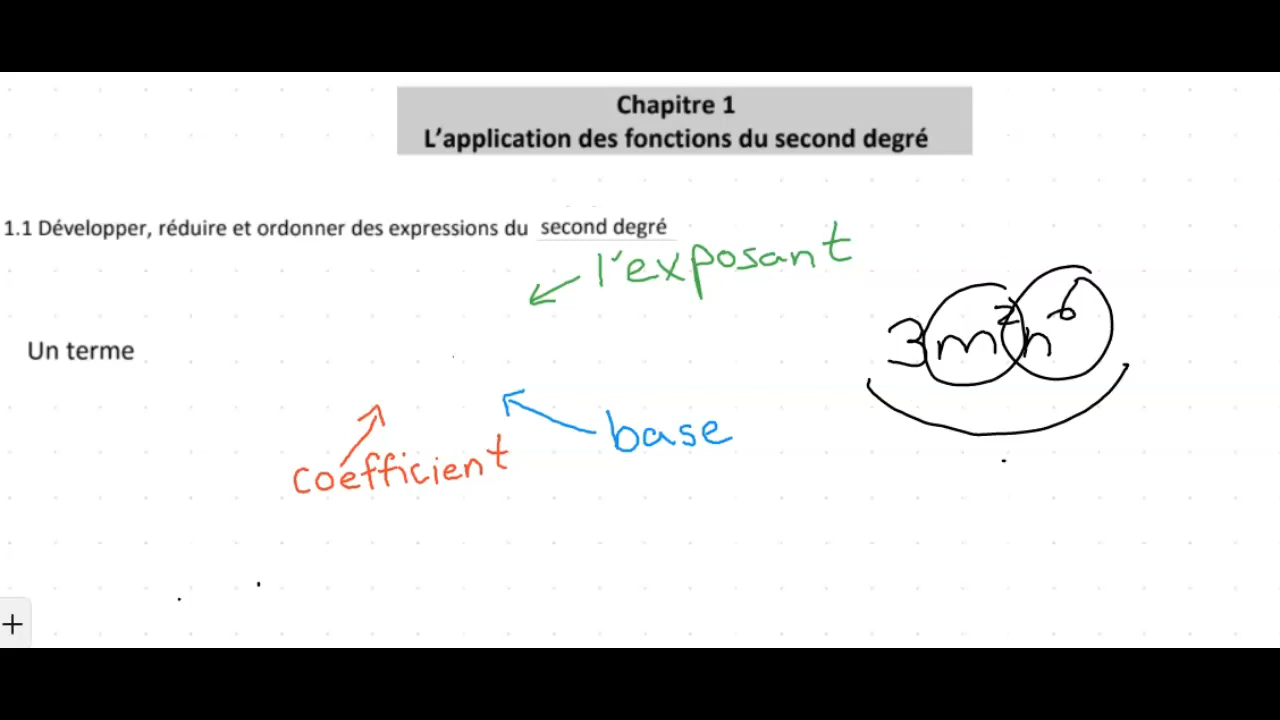 Chapitre 1
L'application des fonctions du second degré
1.1 Développer, réduire et ordonner des expressions du second degré
l'exposant
3m²n⁶
Un terme
base
coéfficient
+